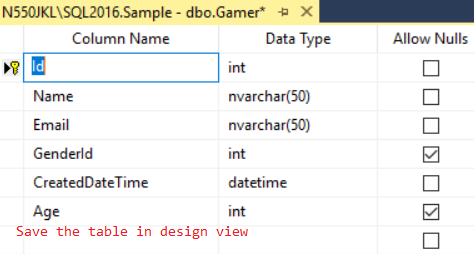 N550JKL\SQL2016.Sample - dbo.Gamer*
Column Name Data Type Allow Nulls
Id int
Name nvarchar(50)
Email nvarchar(50)
GenderId int
CreatedDateTime datetime
Age int
Save the table in design view